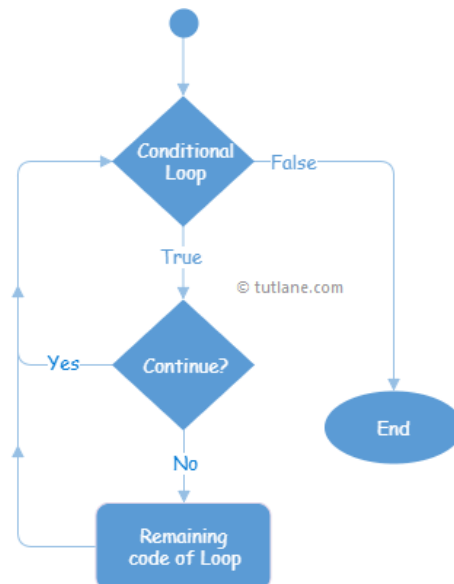 Conditional
Loop
False
True
© tutlane.com
Yes
Continue?
End
No
Remaining
code of Loop